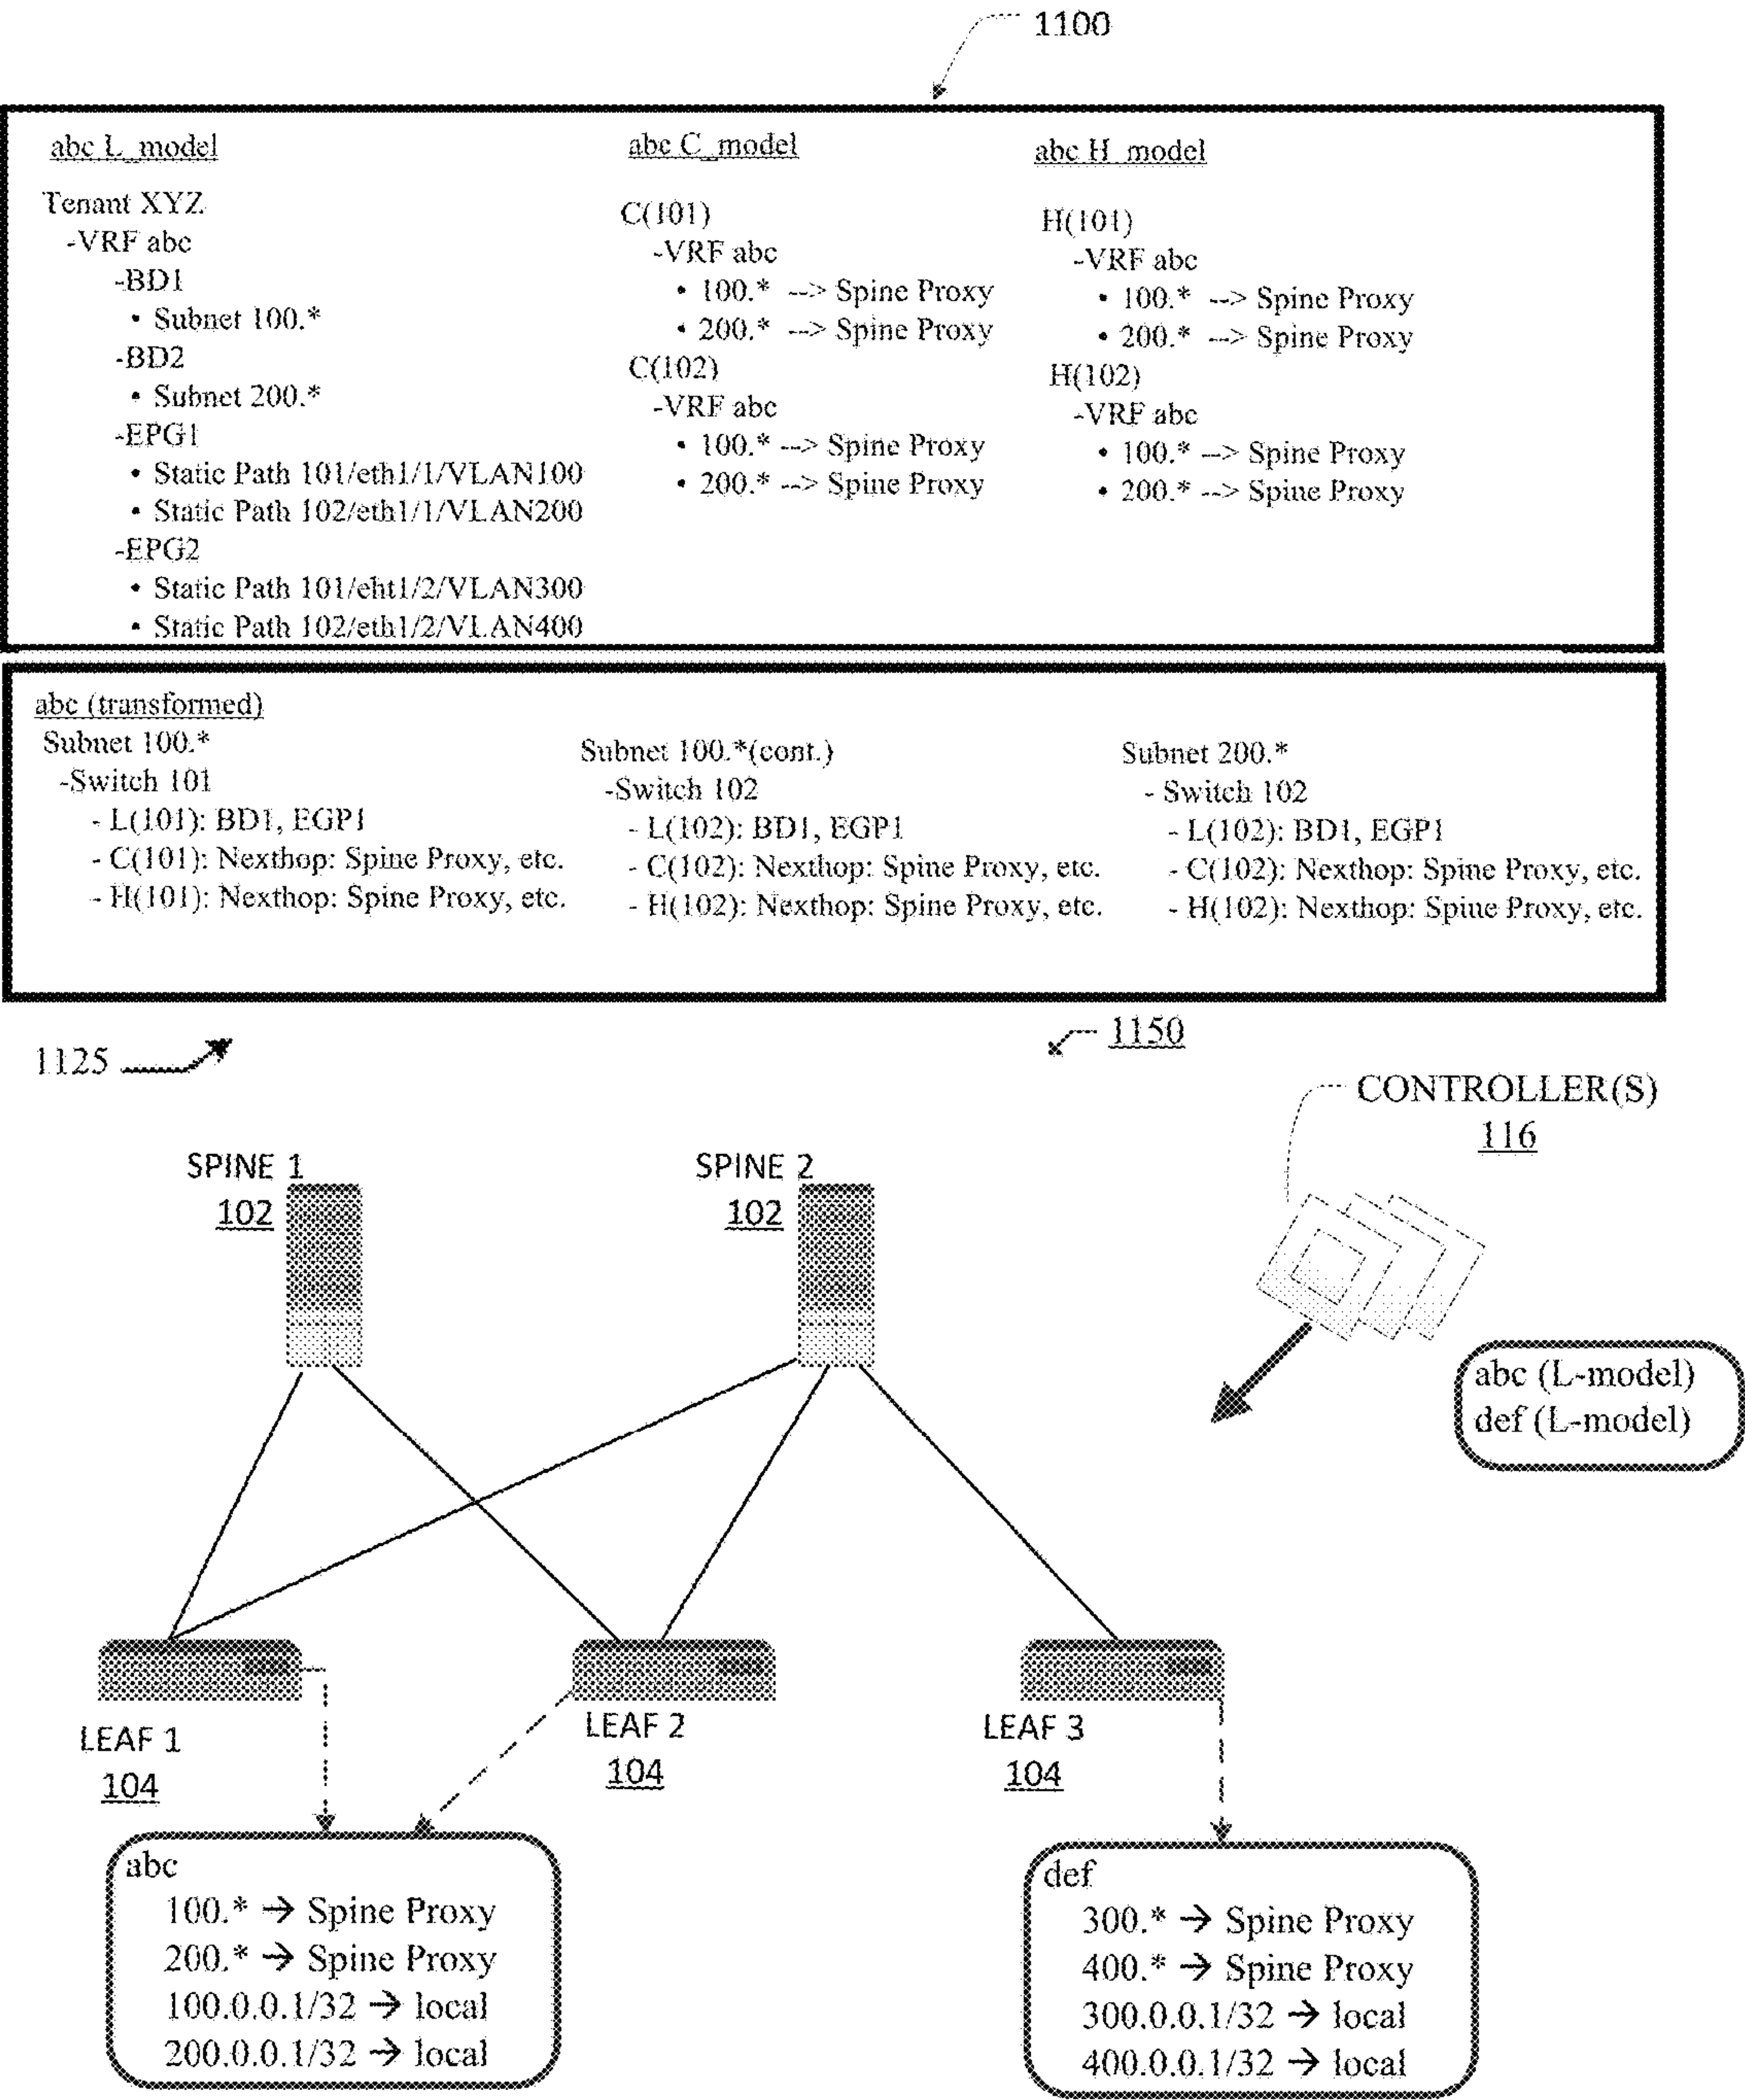 1100
abc L_model
Tenant XYZ
-VRF abc
-BD1
• Subnet 100.*
-BD2
• Subnet 200.*
-EPG1
• Static Path 101/eth1/1/VLAN100
• Static Path 102/eth1/1/VLAN200
-EPG2
• Static Path 101/eht1/2/VLAN300
• Static Path 102/eth1/2/VLAN400
abc C_model
C(101)
-VRF abc
• 100.* --> Spine Proxy
• 200.* --> Spine Proxy
C(102)
-VRF abc
• 100.* --> Spine Proxy
• 200.* --> Spine Proxy
abc H_model
H(101)
-VRF abc
• 100.* --> Spine Proxy
• 200.* --> Spine Proxy
H(102)
-VRF abc
• 100.* --> Spine Proxy
• 200.* --> Spine Proxy
abc (transformed)
Subnet 100.*
-Switch 101
- L(101): BD1, EGP1
- C(101): Nexthop: Spine Proxy, etc.
- H(101): Nexthop: Spine Proxy, etc.
Subnet 100.*(cont.)
-Switch 102
- L(102): BD1, EGP1
- C(102): Nexthop: Spine Proxy, etc.
- H(102): Nexthop: Spine Proxy, etc.
Subnet 200.*
- Switch 102
- L(102): BD1, EGP1
- C(102): Nexthop: Spine Proxy, etc.
- H(102): Nexthop: Spine Proxy, etc.
1125
1150
CONTROLLER(S)
116
SPINE 1
102
SPINE 2
102
abc (L-model)
def (L-model)
LEAF 1
104
LEAF 2
104
LEAF 3
104
abc
100.* → Spine Proxy
200.* → Spine Proxy
100.0.0.1/32 → local
200.0.0.1/32 → local
def
300.* → Spine Proxy
400.* → Spine Proxy
300.0.0.1/32 → local
400.0.0.1/32 → local